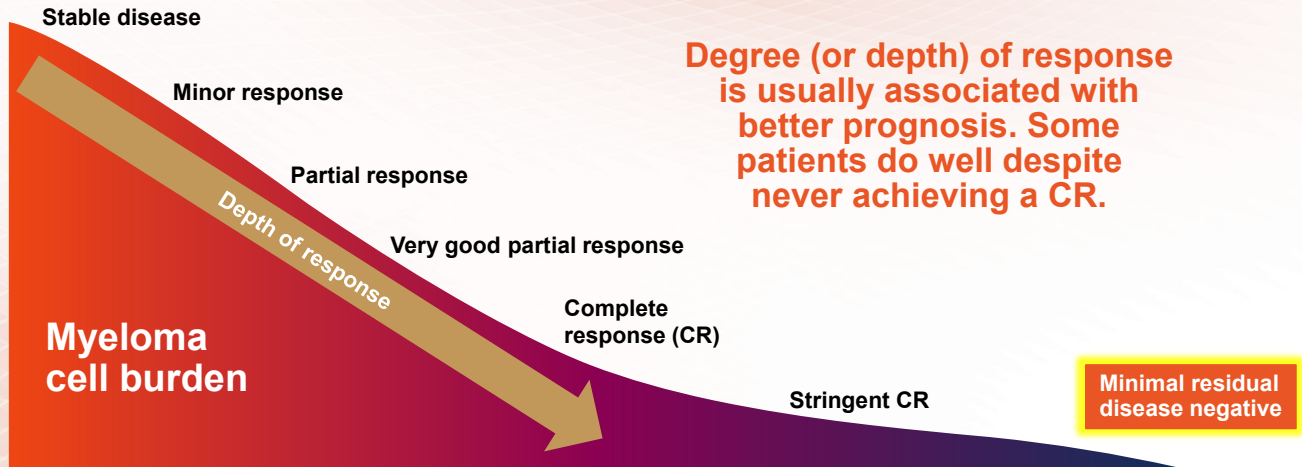 Stable disease
Degree (or depth) of response
is usually associated with
better prognosis. Some
patients do well despite
never achieving a CR.
Minor response
Partial response
Depth of response
Very good partial response
Complete
response (CR)
Myeloma
cell burden
Stringent CR
Minimal residual
disease negative